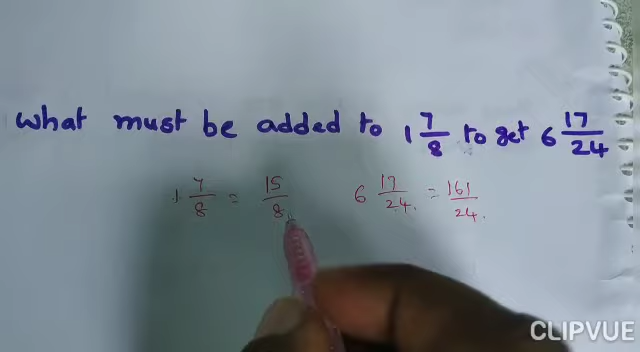 What must be added to 1 7/8 to get 6 17/24
1 7/8 = 15/8 6 17/24 = 161/24
CLIPVUE